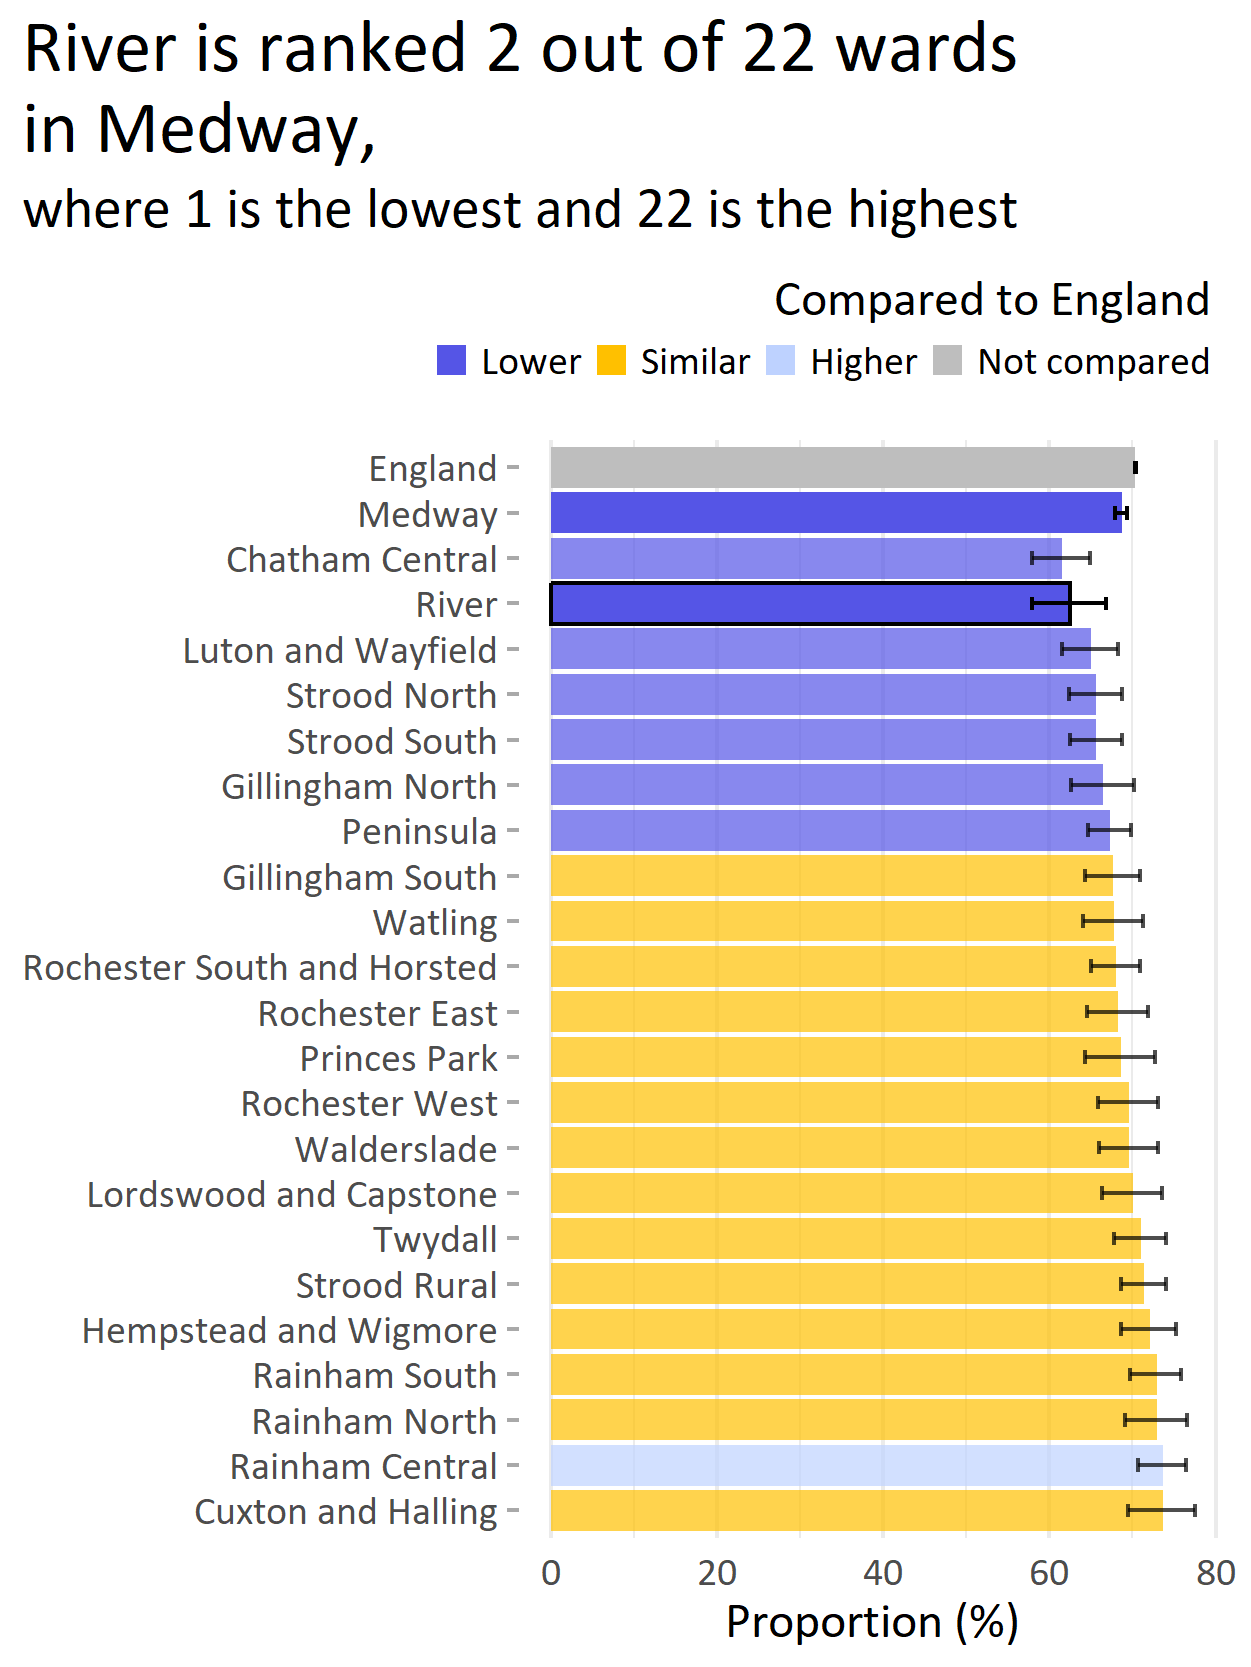 River is ranked 2 out of 22 wards
in Medway,
where 1 is the lowest and 22 is the highest
Compared to England
Lower Similar Higher Not compared
England
Medway
Chatham Central
River
Luton and Wayfield
Strood North
Strood South
Gillingham North
Peninsula
Gillingham South
Watling
Rochester South and Horsted
Rochester East
Princes Park
Rochester West
Walderslade
Lordswood and Capstone
Twydall
Strood Rural
Hempstead and Wigmore
Rainham South
Rainham North
Rainham Central
Cuxton and Halling
0 20 40 60 80
Proportion (%)